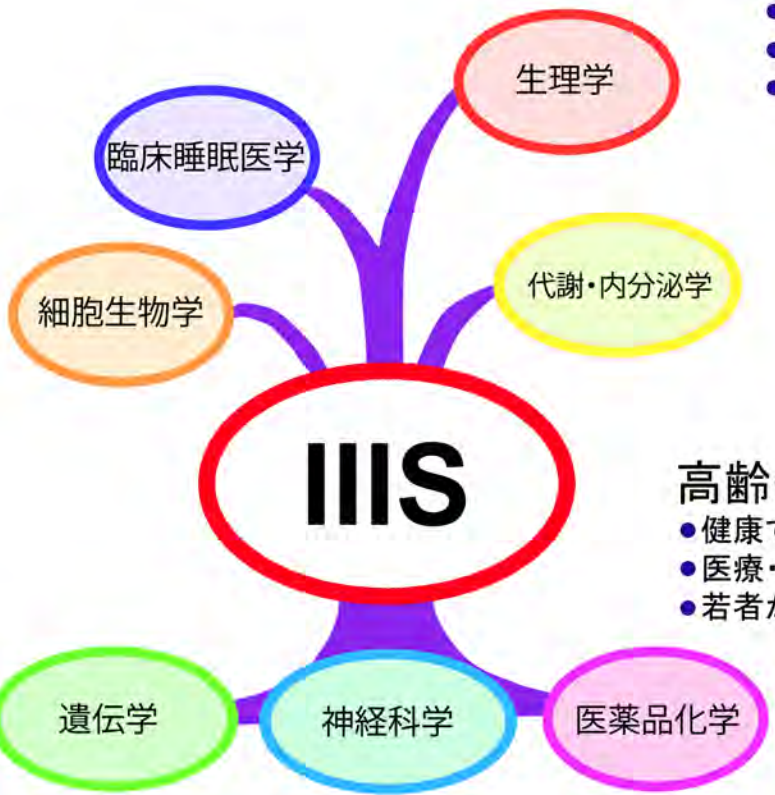 生理学
臨床睡眠医学
代謝・内分泌学
細胞生物学
IIIS
高齢
●健康
●医療・
●若者
遺伝学
神経科学
医薬品化学